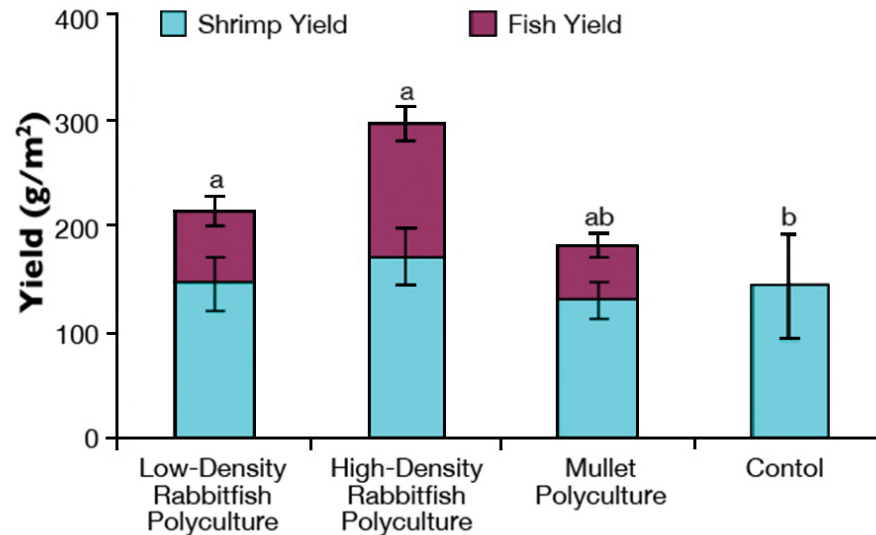 400
Shrimp Yield
Fish Yield
300
200
100
0
Yield (g/m²)
a
a
ab
b
Low-Density
Rabbitfish
Polyculture
High-Density
Rabbitfish
Polyculture
Mullet
Polyculture
Contol